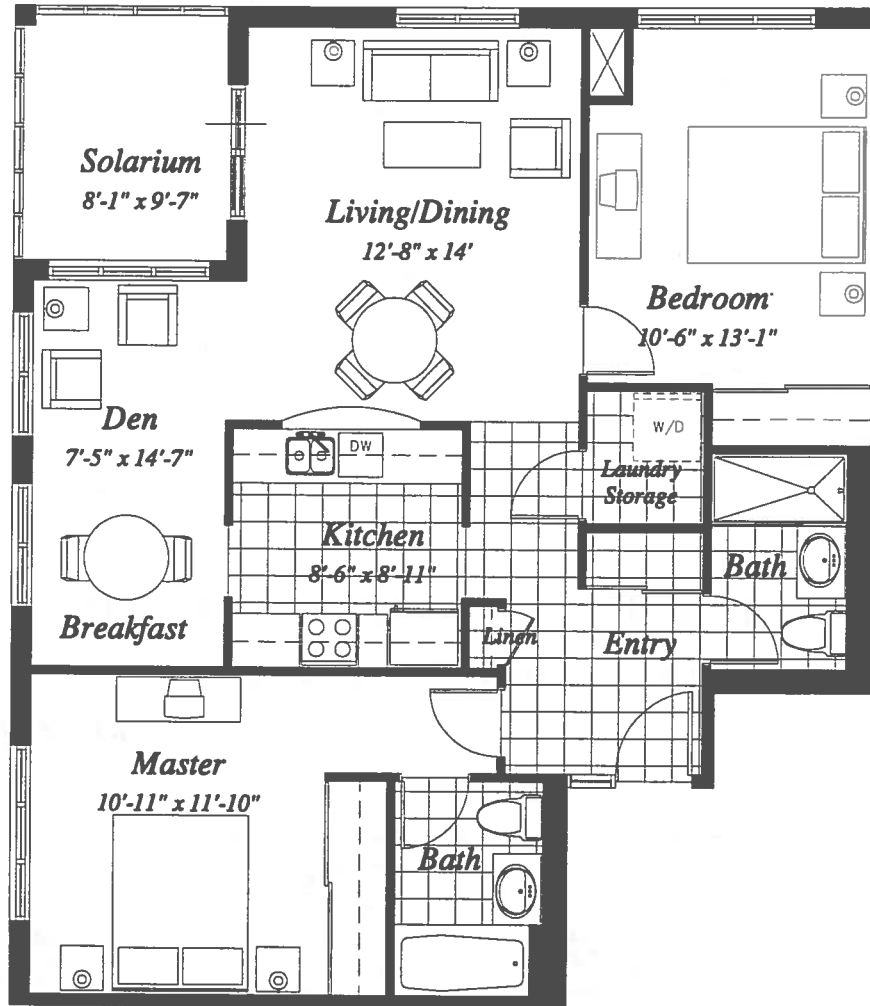 Solarium
8'-1" x 9'-7"
Living/Dining
12'-8" x 14'
Bedroom
10'-6" x 13'-1"
Den
7'-5" x 14'-7"
DW
W/D
Laundry
Storage
Kitchen
8'-6" x 8'-11"
Bath
Breakfast
Linen
Entry
Master
10'-11" x 11'-10"
Bath